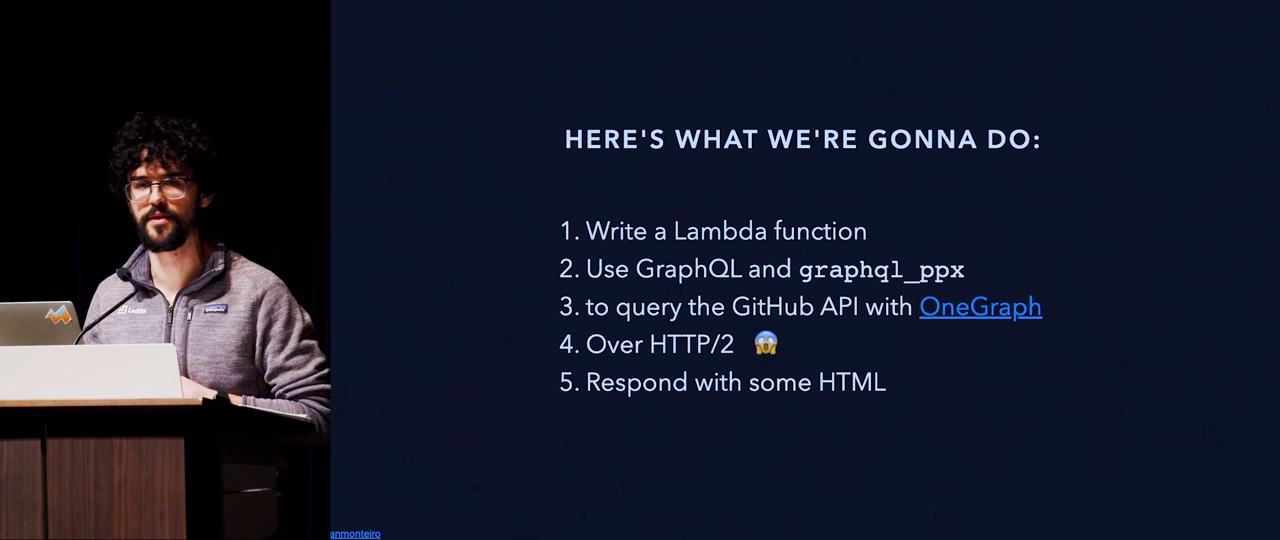 HERE'S WHAT WE'RE GONNA DO:
1. Write a Lambda function
2. Use GraphQL and graphql_ppx
3. to query the GitHub API with OneGraph
4. Over HTTP/2 😱
5. Respond with some HTML
anmonteiro